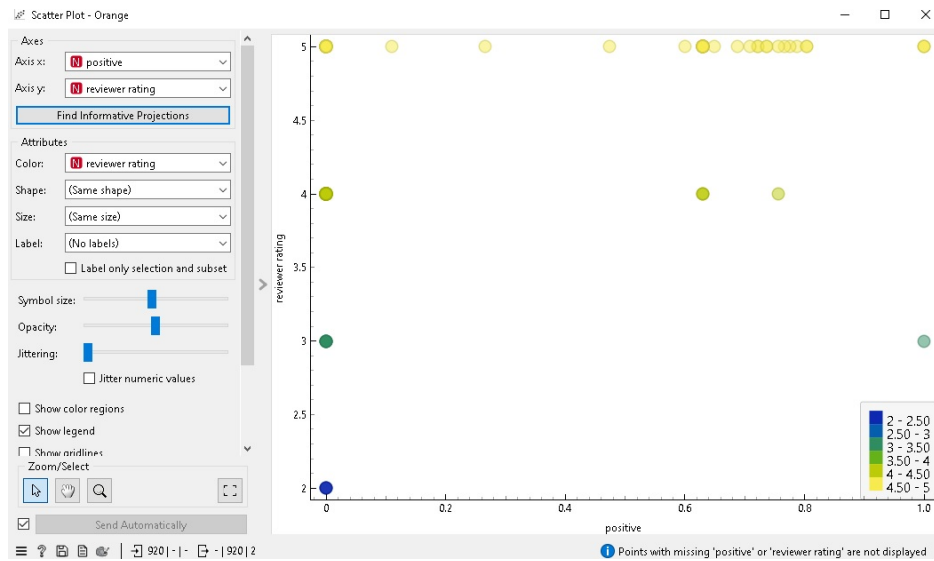 Scatter Plot - Orange
Axes
Axis x: N positive
Axis y: N reviewer rating
Find Informative Projections
Attributes
Color: N reviewer rating
Shape: (Same shape)
Size: (Same size)
Label: (No labels)
Label only selection and subset
Symbol size:
Opacity:
Jittering:
Jitter numeric values
Show color regions
Show legend
Show gridlines
Zoom/Select
Send Automatically
920 | - | - - | 920 | 2
5
4.5
4
3.5
3
2.5
2
reviewer rating
0 0.2 0.4 0.6 0.8 1.0
positive
2 - 2.50
2.50 - 3
3 - 3.50
3.50 - 4
4 - 4.50
4.50 - 5
Points with missing 'positive' or 'reviewer rating' are not displayed